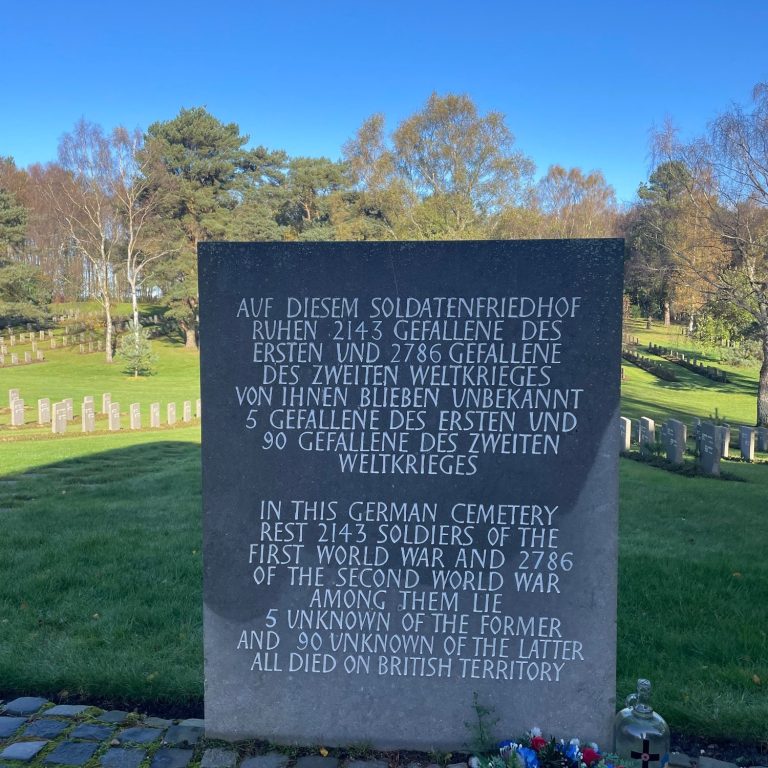 AUF DIESEM SOLDATENFRIEDHOF
RUHEN 2143 GEFALLENE DES
ERSTEN UND 2786 GEFALLENE
DES ZWEITEN WELTKRIEGES
VON IHNEN BLIEBEN UNBEKANNT
5 GEFALLENE DES ERSTEN UND
90 GEFALLENE DES ZWEITEN
WELTKRIEGES
IN THIS GERMAN CEMETERY
REST 2143 SOLDIERS OF THE
FIRST WORLD WAR AND 2786
OF THE SECOND WORLD WAR
AMONG THEM LIE
5 UNKNOWN OF THE FORMER
AND 90 UNKNOWN OF THE LATTER
ALL DIED ON BRITISH TERRITORY